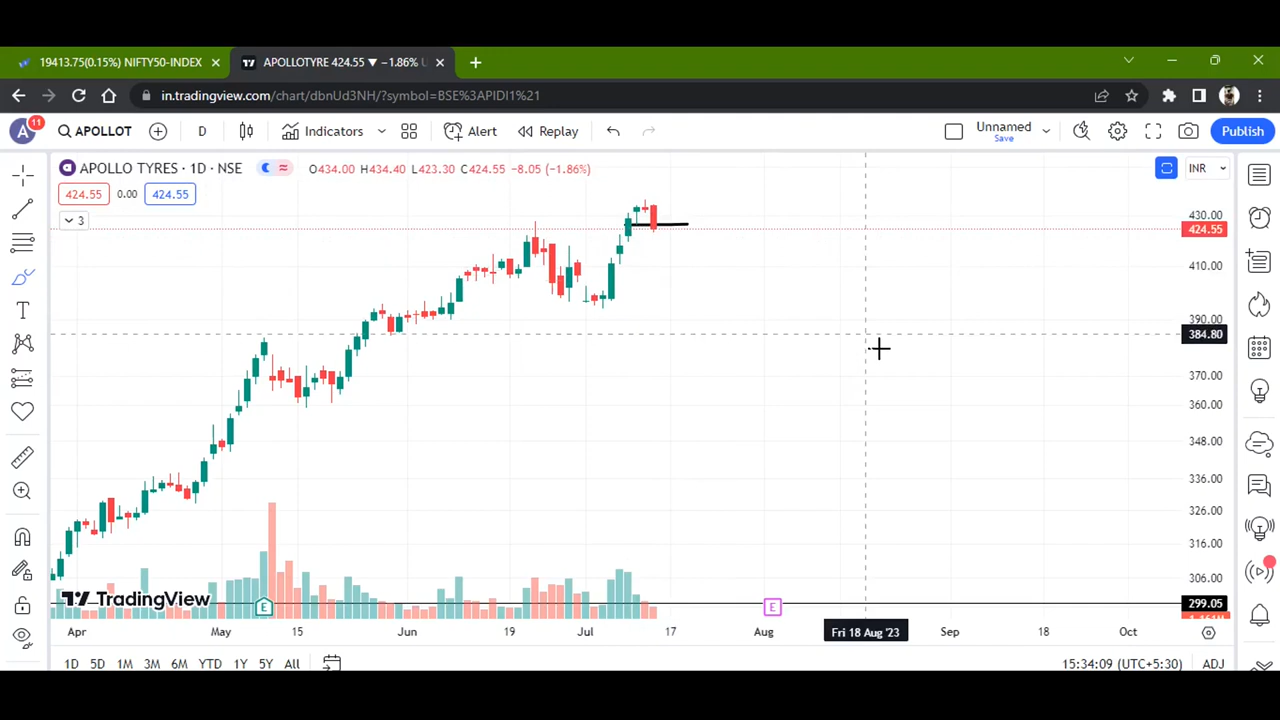 19413.75(0.15%) NIFTY50-INDEX
APOLLOTYRE 424.55 ▼ −1.86%
in.tradingview.com/chart/dbnUd3NH/?symbol=BSE%3APIDI1%21
A
11
APOLLOT
D
Indicators
Alert
Replay
Unnamed
Save
Publish
APOLLO TYRES · 1D · NSE
O434.00 H434.40 L423.30 C424.55 −8.05 (−1.86%)
INR
424.55
0.00
424.55
3
430.00
424.55
410.00
390.00
384.80
370.00
360.00
348.00
336.00
326.00
316.00
306.00
299.05
T
TradingView
E
E
Apr
May
15
Jun
19
Jul
17
Aug
Fri 18 Aug '23
Sep
18
Oct
1D
5D
1M
3M
6M
YTD
1Y
5Y
All
15:34:09 (UTC+5:30)
ADJ